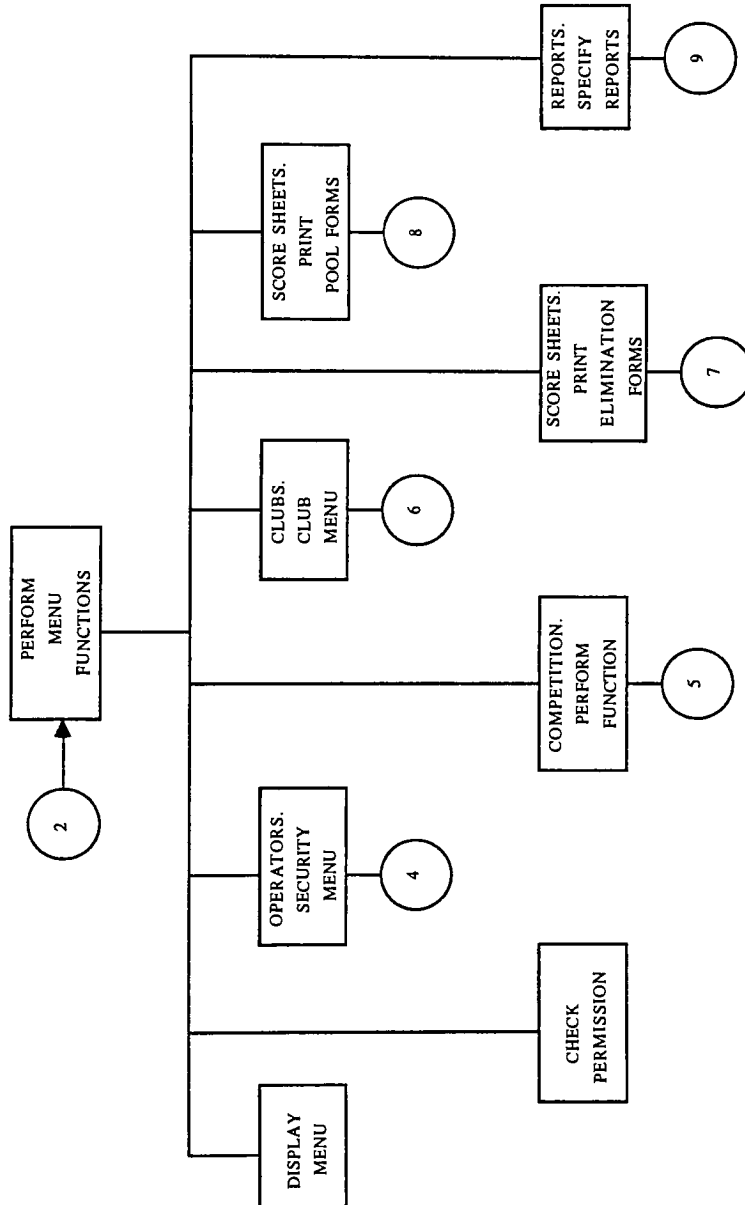 2
PERFORM
MENU
FUNCTIONS
DISPLAY
MENU
CHECK
PERMISSION
OPERATORS.
SECURITY
MENU
4
COMPETITION.
PERFORM
FUNCTION
5
CLUBS.
CLUB
MENU
6
SCORE SHEETS.
PRINT
ELIMINATION
FORMS
7
SCORE SHEETS.
PRINT
POOL FORMS
8
REPORTS.
SPECIFY
REPORTS
9